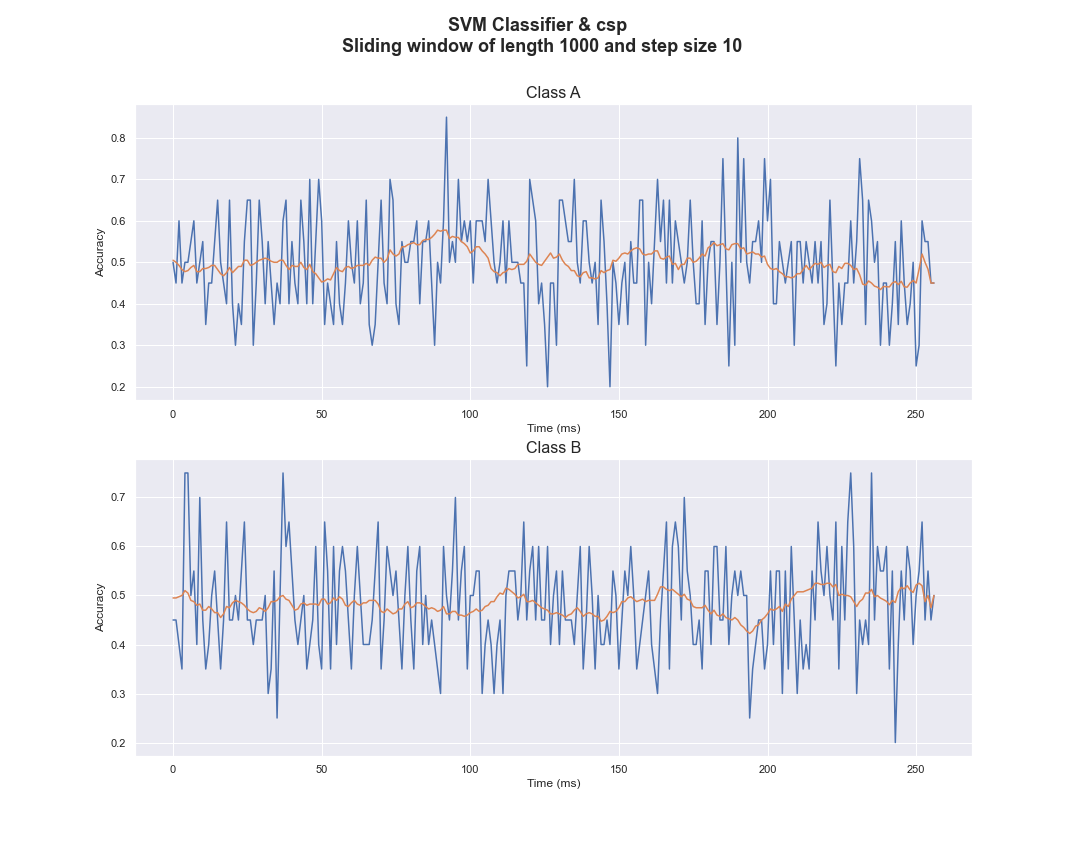 SVM Classifier & csp
Sliding window of length 1000 and step size 10
Class A
Accuracy
0.8
0.7
0.6
0.5
0.4
0.3
0.2
0 50 100 150 200 250
Time (ms)
Class B
Accuracy
0.7
0.6
0.5
0.4
0.3
0.2
0 50 100 150 200 250
Time (ms)